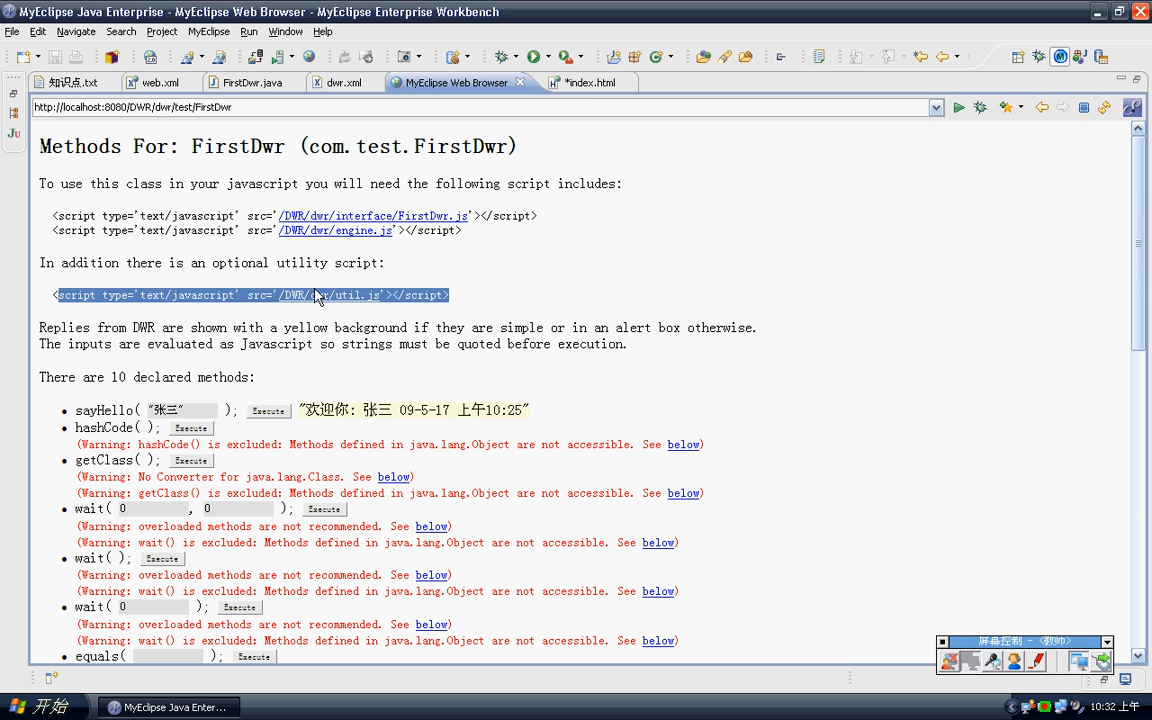 MyEclipse Java Enterprise - MyEclipse Web Browser - MyEclipse Enterprise Workbench
File Edit Navigate Search Project MyEclipse Run Window Help
知识点.txt web.xml FirstDwr.java dwr.xml MyEclipse Web Browser *index.html
http://localhost:8080/DWR/dwr/test/FirstDwr
Methods For: FirstDwr (com.test.FirstDwr)
To use this class in your javascript you will need the following script includes:
<script type='text/javascript' src='/DWR/dwr/interface/FirstDwr.js'></script>
<script type='text/javascript' src='/DWR/dwr/engine.js'></script>
In addition there is an optional utility script:
<script type='text/javascript' src='/DWR/dwr/util.js'></script>
Replies from DWR are shown with a yellow background if they are simple or in an alert box otherwise.
The inputs are evaluated as Javascript so strings must be quoted before execution.
There are 10 declared methods:
• sayHello( "张三" ); Execute "欢迎你: 张三 09-5-17 上午10:25"
• hashCode( ); Execute
(Warning: hashCode() is excluded: Methods defined in java.lang.Object are not accessible. See below)
• getClass( ); Execute
(Warning: No Converter for java.lang.Class. See below)
(Warning: getClass() is excluded: Methods defined in java.lang.Object are not accessible. See below)
• wait( 0 , 0 ); Execute
(Warning: overloaded methods are not recommended. See below)
(Warning: wait() is excluded: Methods defined in java.lang.Object are not accessible. See below)
• wait( ); Execute
(Warning: overloaded methods are not recommended. See below)
(Warning: wait() is excluded: Methods defined in java.lang.Object are not accessible. See below)
• wait( 0 ); Execute
(Warning: overloaded methods are not recommended. See below)
(Warning: wait() is excluded: Methods defined in java.lang.Object are not accessible. See below)
• equals( ); Execute
屏幕控制 - <教师>
开始 MyEclipse Java Enter... 10:32 上午